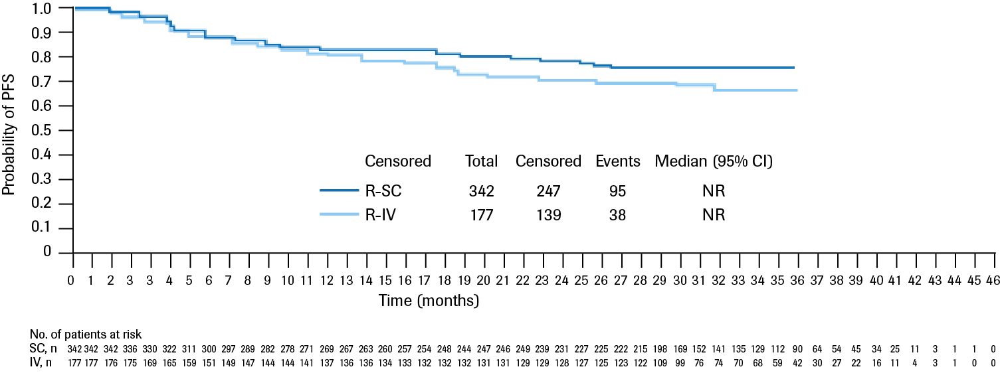 1.0
0.9
0.8
0.7
0.6
0.5
0.4
0.3
0.2
0.1
0
Probability of PFS
Censored Total Censored Events Median (95% CI)
R-SC 342 247 95 NR
R-IV 177 139 38 NR
0 1 2 3 3 4 5 6 7 8 9 10 11 12 13 14 15 16 17 18 19 20 21 22 23 24 25 26 27 28 29 30 31 32 33 34 35 36 37 38 39 40 41 42 43 44 45 46
Time (months)
No. of patients at risk
SC, n 342 342 342 336 330 322 311 300 297 289 282 278 271 269 267 263 260 257 254 248 244 247 246 249 239 231 227 225 222 215 198 169 152 141 135 129 112 90 64 54 45 34 25 11 3 1 1 0
IV, n 177 177 176 175 169 165 159 151 149 147 144 144 141 137 136 136 134 133 132 132 132 131 131 129 129 128 127 125 123 122 109 99 76 74 70 68 59 42 30 27 22 16 11 4 3 1 0 0